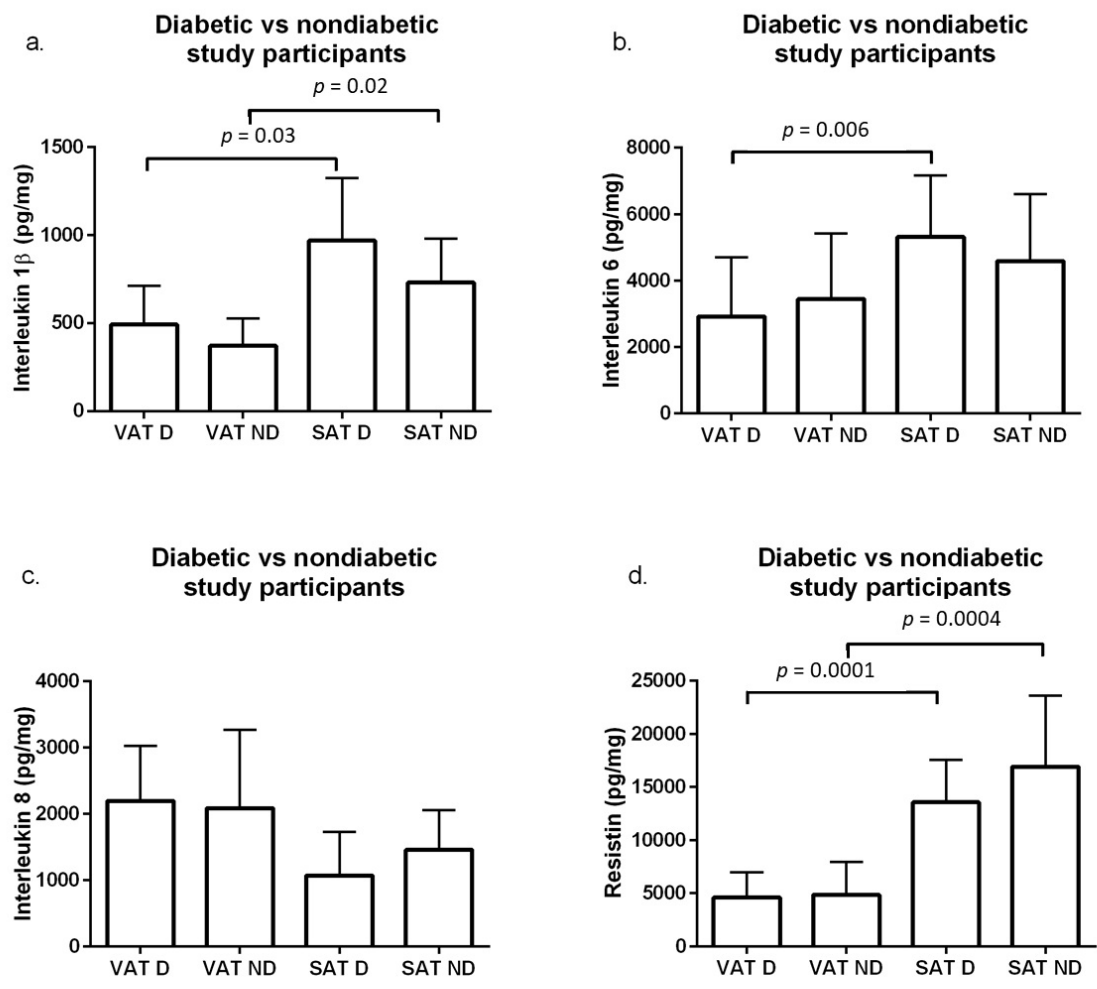 a.
Diabetic vs nondiabetic
study participants
p = 0.02
p = 0.03
Interleukin 1β (pg/mg)
1500
1000
500
0
VAT D VAT ND SAT D SAT ND
b.
Diabetic vs nondiabetic
study participants
p = 0.006
Interleukin 6 (pg/mg)
8000
6000
4000
2000
0
VAT D VAT ND SAT D SAT ND
c.
Diabetic vs nondiabetic
study participants
Interleukin 8 (pg/mg)
4000
3000
2000
1000
0
VAT D VAT ND SAT D SAT ND
d.
Diabetic vs nondiabetic
study participants
p = 0.0004
p = 0.0001
Resistin (pg/mg)
25000
20000
15000
10000
5000
0
VAT D VAT ND SAT D SAT ND